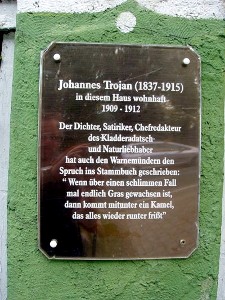 Johannes Trojan (1837-1915)
in diesem Haus wohnhaft
1909 - 1912
Der Dichter, Satiriker, Chefredakteur
des Kladderadatsch
und Naturliebhaber
hat auch den Warnemündern den
Spruch ins Stammbuch geschrieben:
"Wenn über einen schlimmen Fall
mal endlich Gras gewachsen ist,
dann kommt mitunter ein Kamel,
das alles wieder runter frißt"